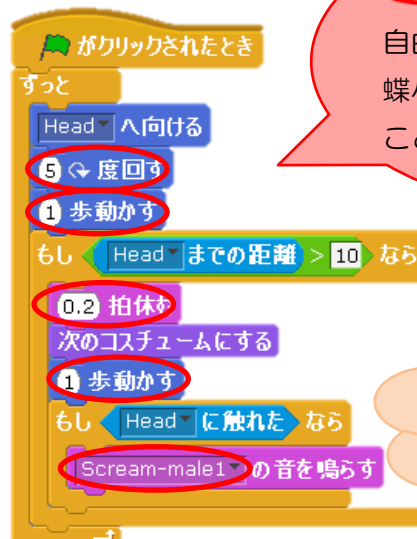 がクリックされたとき
ずっと
Head へ向ける
5 度回す
1 歩動かす
もし Head までの距離 > 10 なら
0.2 拍休む
次のコスチュームにする
1 歩動かす
もし Head に触れた なら
Scream-male1 の音を鳴らす
自由
蝶
こ